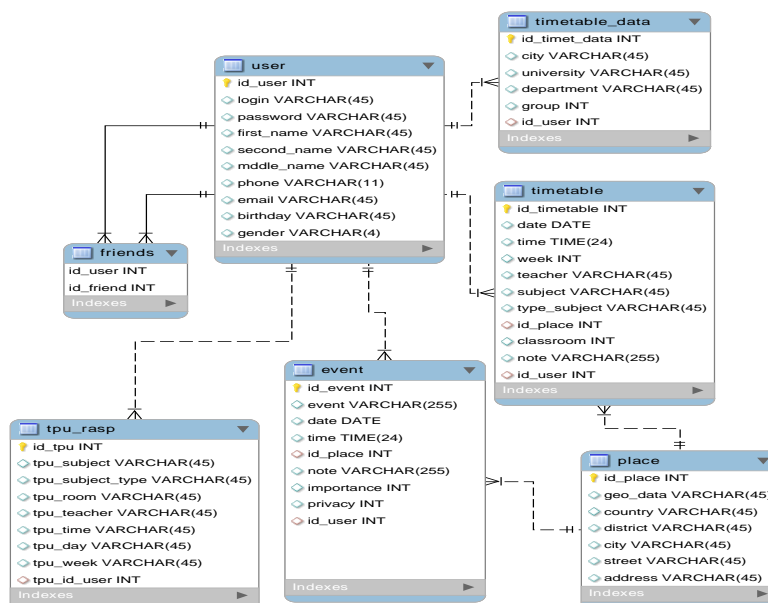 timetable_data
id_timet_data INT
city VARCHAR(45)
university VARCHAR(45)
department VARCHAR(45)
group INT
id_user INT
Indexes
user
id_user INT
login VARCHAR(45)
password VARCHAR(45)
first_name VARCHAR(45)
second_name VARCHAR(45)
mddle_name VARCHAR(45)
phone VARCHAR(11)
email VARCHAR(45)
birthday VARCHAR(45)
gender VARCHAR(4)
Indexes
timetable
id_timetable INT
date DATE
time TIME(24)
week INT
teacher VARCHAR(45)
subject VARCHAR(45)
type_subject VARCHAR(45)
id_place INT
classroom INT
note VARCHAR(255)
id_user INT
Indexes
friends
id_user INT
id_friend INT
Indexes
event
id_event INT
event VARCHAR(255)
date DATE
time TIME(24)
id_place INT
note VARCHAR(255)
importance INT
privacy INT
id_user INT
Indexes
tpu_rasp
id_tpu INT
tpu_subject VARCHAR(45)
tpu_subject_type VARCHAR(45)
tpu_room VARCHAR(45)
tpu_teacher VARCHAR(45)
tpu_time VARCHAR(45)
tpu_day VARCHAR(45)
tpu_week VARCHAR(45)
tpu_id_user INT
Indexes
place
id_place INT
geo_data VARCHAR(45)
country VARCHAR(45)
district VARCHAR(45)
city VARCHAR(45)
street VARCHAR(45)
address VARCHAR(45)
Indexes